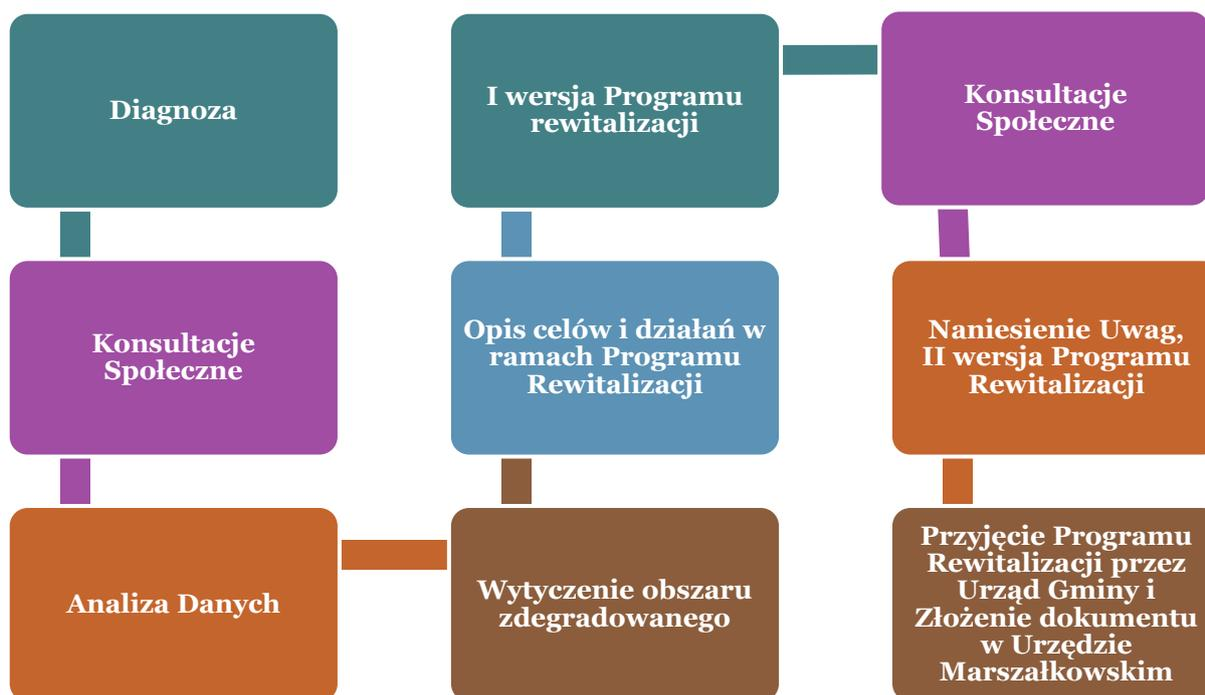 Diagnoza
Konsultacje
Społeczne
Analiza Danych
Wytyczenie obszaru
zdegradowanego
Opis celów i działań w
ramach Programu
Rewitalizacji
I wersja Programu
rewitalizacji
Konsultacje
Społeczne
Naniesienie Uwag,
II wersja Programu
Rewitalizacji
Przyjęcie Programu
Rewitalizacji przez
Urząd Gminy i
Złożenie dokumentu
w Urzędzie
Marszałkowskim